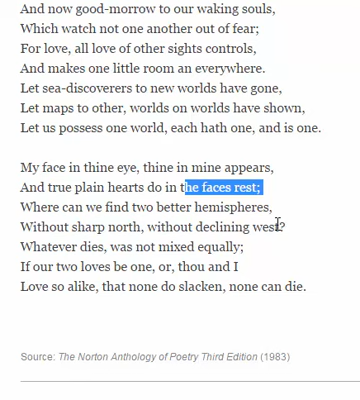 And now good-morrow to our waking souls,
Which watch not one another out of fear;
For love, all love of other sights controls,
And makes one little room an everywhere.
Let sea-discoverers to new worlds have gone,
Let maps to other, worlds on worlds have shown,
Let us possess one world, each hath one, and is one.
My face in thine eye, thine in mine appears,
And true plain hearts do in the faces rest;
Where can we find two better hemispheres,
Without sharp north, without declining west?
Whatever dies, was not mixed equally;
If our two loves be one, or, thou and I
Love so alike, that none do slacken, none can die.
Source: The Norton Anthology of Poetry Third Edition (1983)